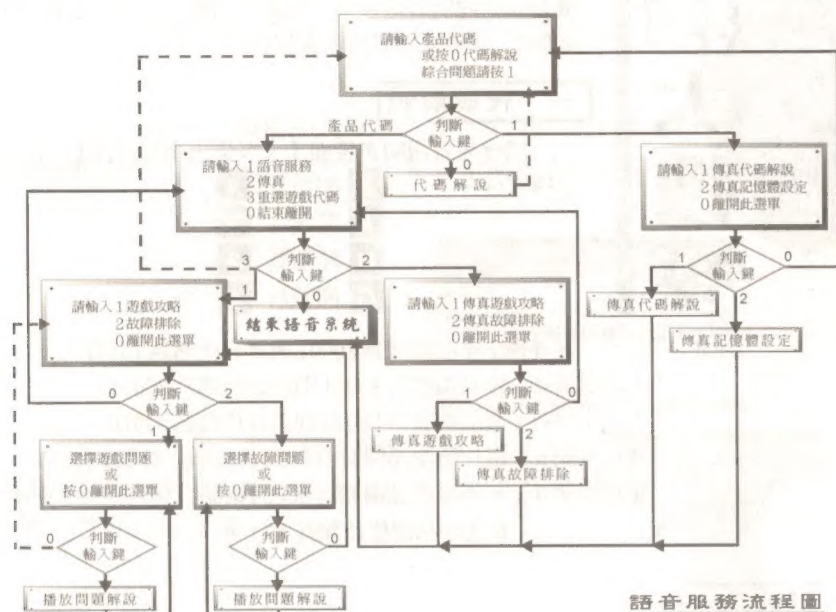 請輸入產品代碼
或按0代碼解說
綜合問題請按1
產品代碼
判斷
輸入鍵
1
0
代碼解說
請輸入1語音服務
2傳真
3重選遊戲代碼
0結束離開
請輸入1傳真代碼解說
2傳真記憶體設定
0離開此選單
3
判斷
輸入鍵
2
1
0
結束語音系統
1
判斷
輸入鍵
0
2
傳真代碼解說
傳真記憶體設定
請輸入1遊戲攻略
2故障排除
0離開此選單
請輸入1傳真遊戲攻略
2傳真故障排除
0離開此選單
0
判斷
輸入鍵
2
1
1
判斷
輸入鍵
0
2
傳真遊戲攻略
傳真故障排除
選擇遊戲問題
或
按0離開此選單
選擇故障問題
或
按0離開此選單
0
判斷
輸入鍵
判斷
輸入鍵
0
播放問題解說
播放問題解說
語音服務流程圖